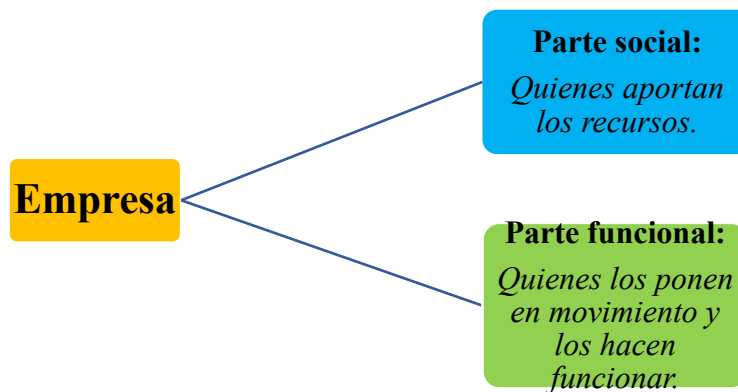 Empresa
Parte social:
Quienes aportan
los recursos.
Parte funcional:
Quienes los ponen
en movimiento y
los hacen
funcionar.